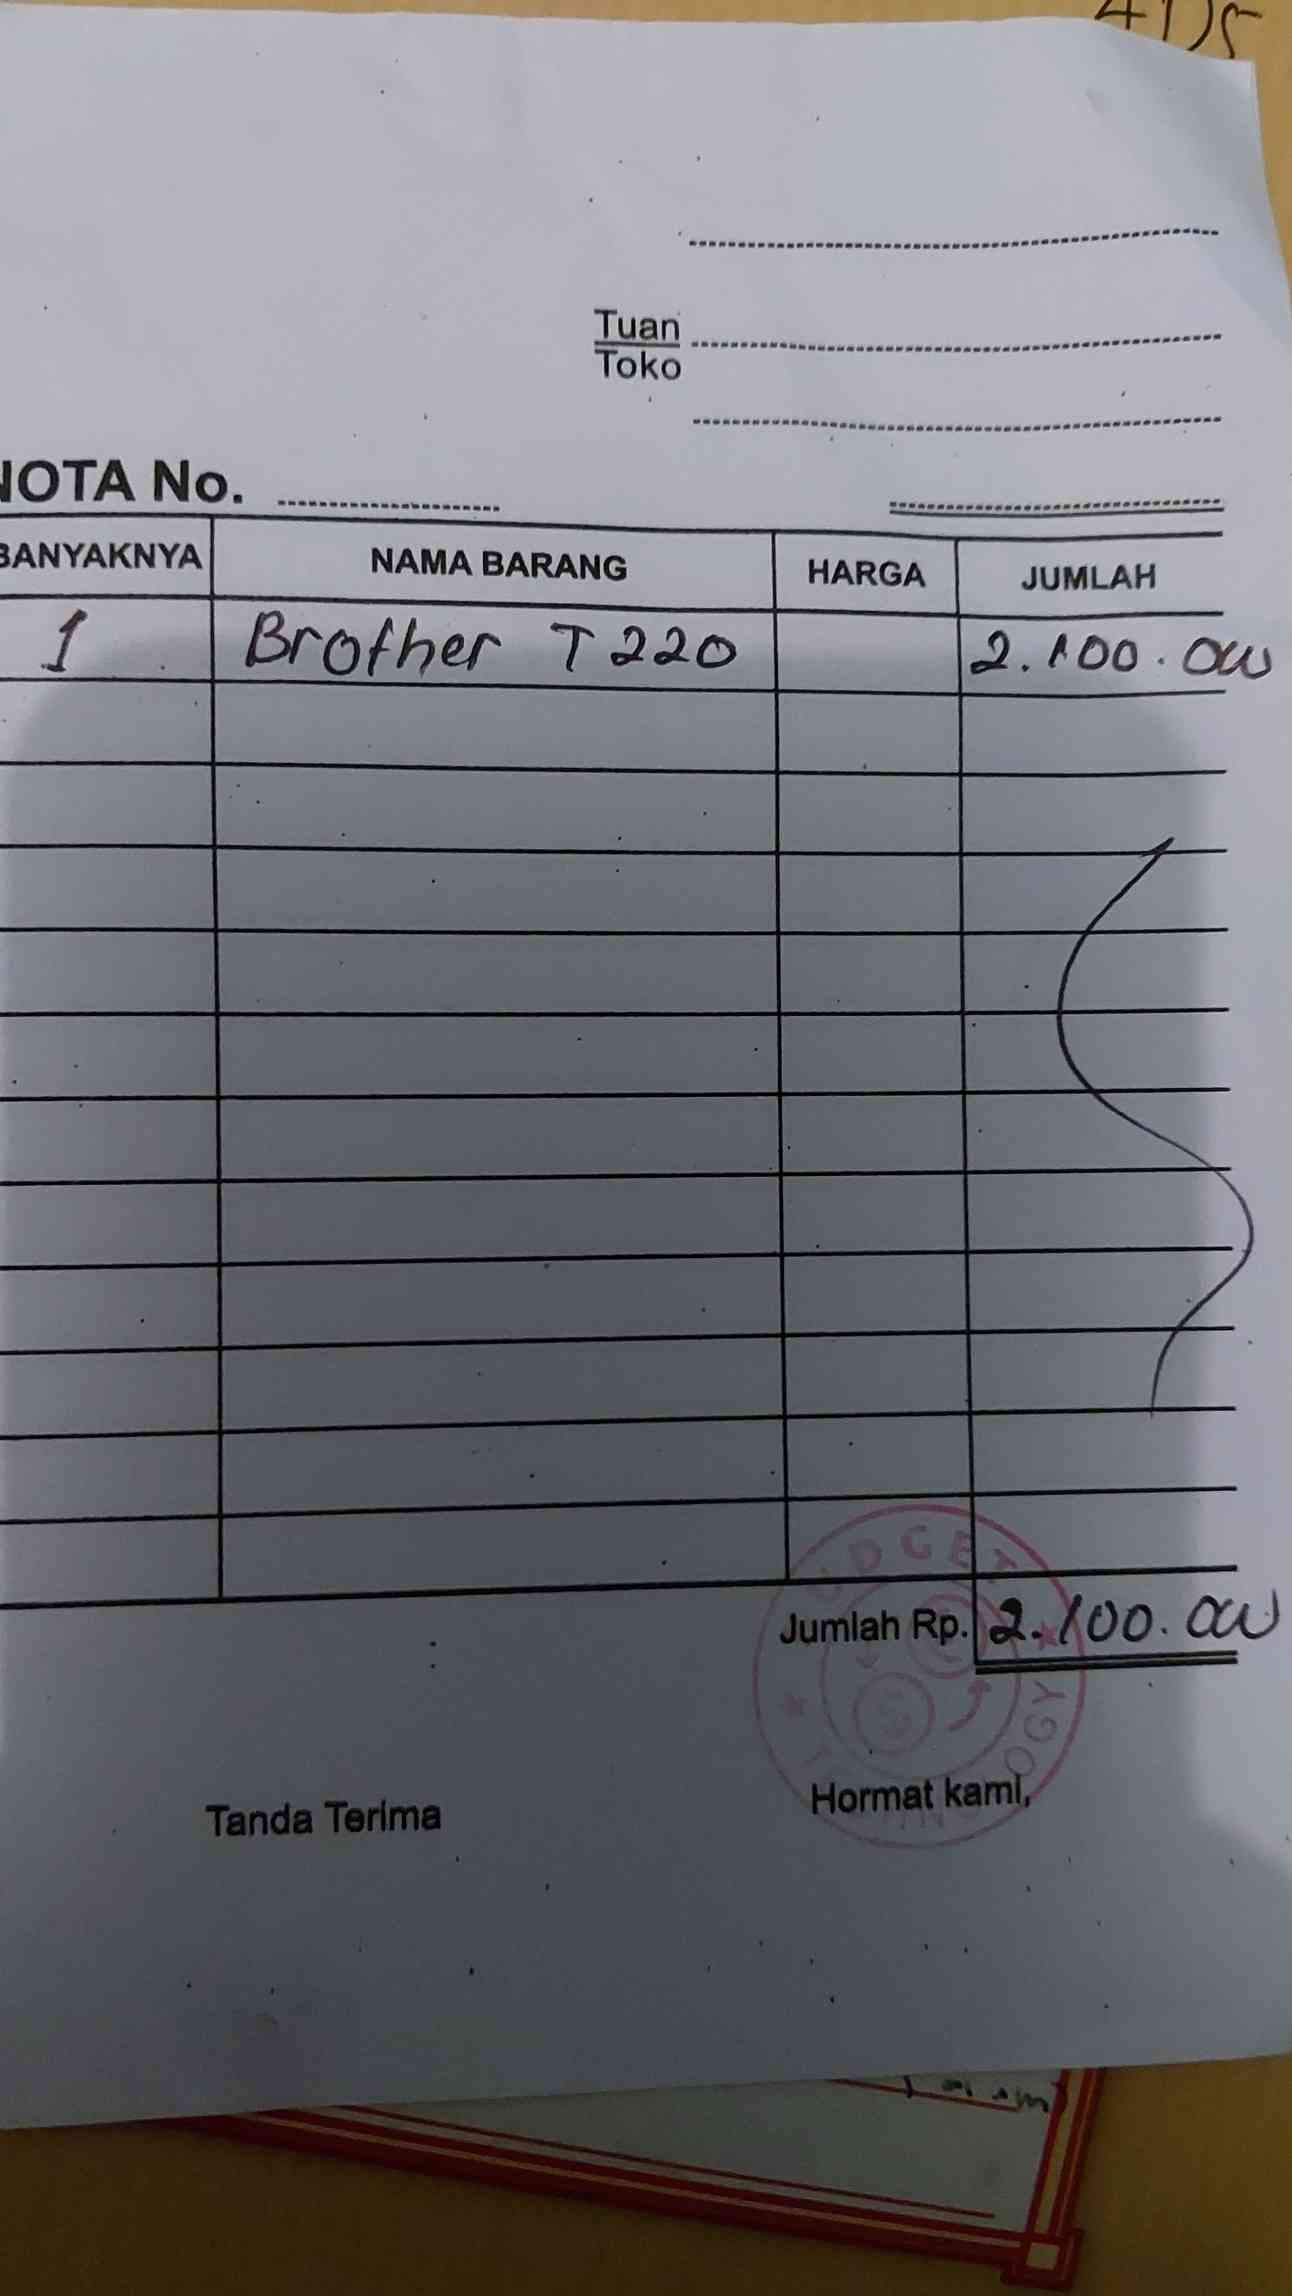 Tuan
Toko
NOTA No.
BANYAKNYA NAMA BARANG HARGA JUMLAH
1 Brother T220 2.100.000
Jumlah Rp. 2.100.000
Tanda Terima Hormat kami,